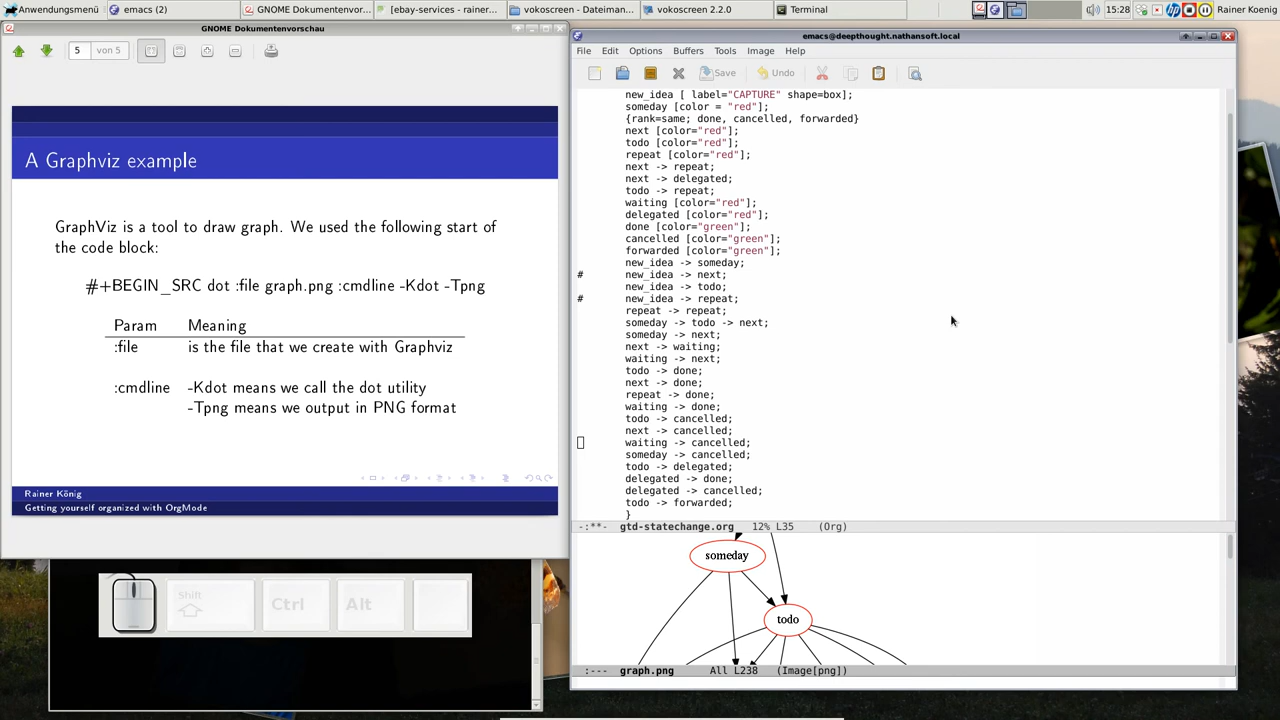 Anwendungsmenü
emacs (2)
GNOME Dokumentenvor...
[ebay-services - rainer...
vokoscreen - Dateiman...
vokoscreen 2.2.0
Terminal
15:28
Rainer Koenig
GNOME Dokumentenvorschau
5 von 5
A Graphviz example
GraphViz is a tool to draw graph. We used the following start of
the code block:
#+BEGIN_SRC dot :file graph.png :cmdline -Kdot -Tpng
Param Meaning
:file is the file that we create with Graphviz
:cmdline -Kdot means we call the dot utility
-Tpng means we output in PNG format
Rainer König
Getting yourself organized with OrgMode
Shift
Ctrl
Alt
emacs@deepthought.nathansoft.local
File Edit Options Buffers Tools Image Help
Save Undo
new_idea [ label="CAPTURE" shape=box];
someday [color = "red"];
{rank=same; done, cancelled, forwarded}
next [color="red"];
todo [color="red"];
repeat [color="red"];
next -> repeat;
next -> delegated;
todo -> repeat;
waiting [color="red"];
delegated [color="red"];
done [color="green"];
cancelled [color="green"];
forwarded [color="green"];
new_idea -> someday;
# new_idea -> next;
new_idea -> todo;
# new_idea -> repeat;
repeat -> repeat;
someday -> todo -> next;
someday -> next;
next -> waiting;
waiting -> next;
todo -> done;
next -> done;
repeat -> done;
waiting -> done;
todo -> cancelled;
next -> cancelled;
waiting -> cancelled;
someday -> cancelled;
todo -> delegated;
delegated -> done;
delegated -> cancelled;
todo -> forwarded;
}
-:**- gtd-statechange.org 12% L35 (Org)
someday
todo
:--- graph.png All L238 (Image[png])